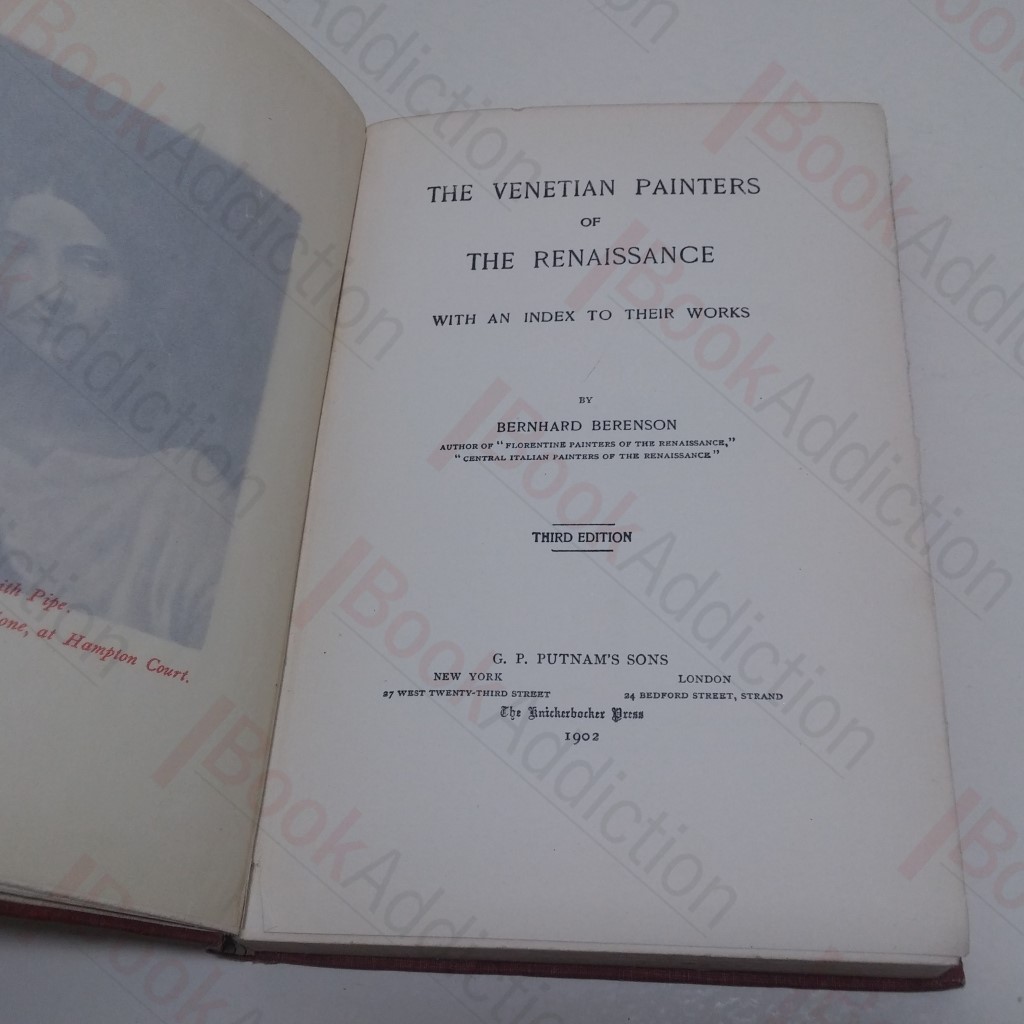 ith Pipe.
one, at Hampton Court.
THE VENETIAN PAINTERS
OF
THE RENAISSANCE
WITH AN INDEX TO THEIR WORKS
BY
BERNHARD BERENSON
AUTHOR OF "FLORENTINE PAINTERS OF THE RENAISSANCE,"
"CENTRAL ITALIAN PAINTERS OF THE RENAISSANCE"
THIRD EDITION
G. P. PUTNAM'S SONS
NEW YORK LONDON
27 WEST TWENTY-THIRD STREET 24 BEDFORD STREET, STRAND
The Knickerbocker Press
1902
BookAddiction